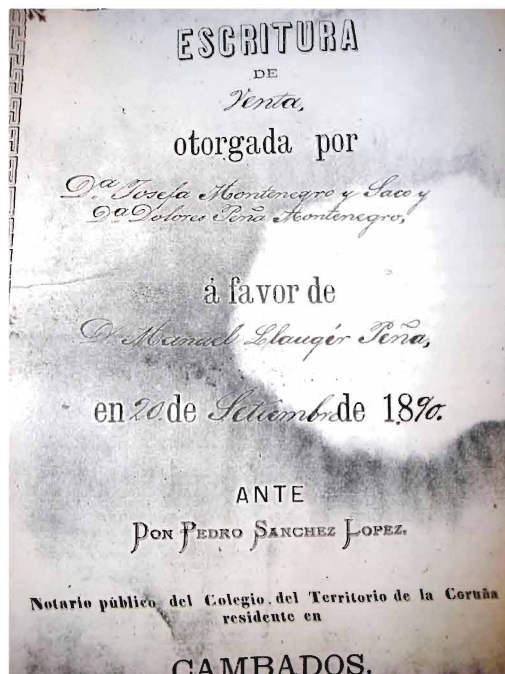 ESCRITURA
DE
Venta,
otorgada por
D.ª Josefa Montenegro y Saco y
D.ª Dolores Peña Montenegro,
á favor de
D. Manuel Llaugér Peña,
en 20 de Setiembre de 1890.
ANTE
DON PEDRO SANCHEZ LOPEZ.
Notario público del Colegio del Territorio de la Coruña
residente en
CAMBADOS.